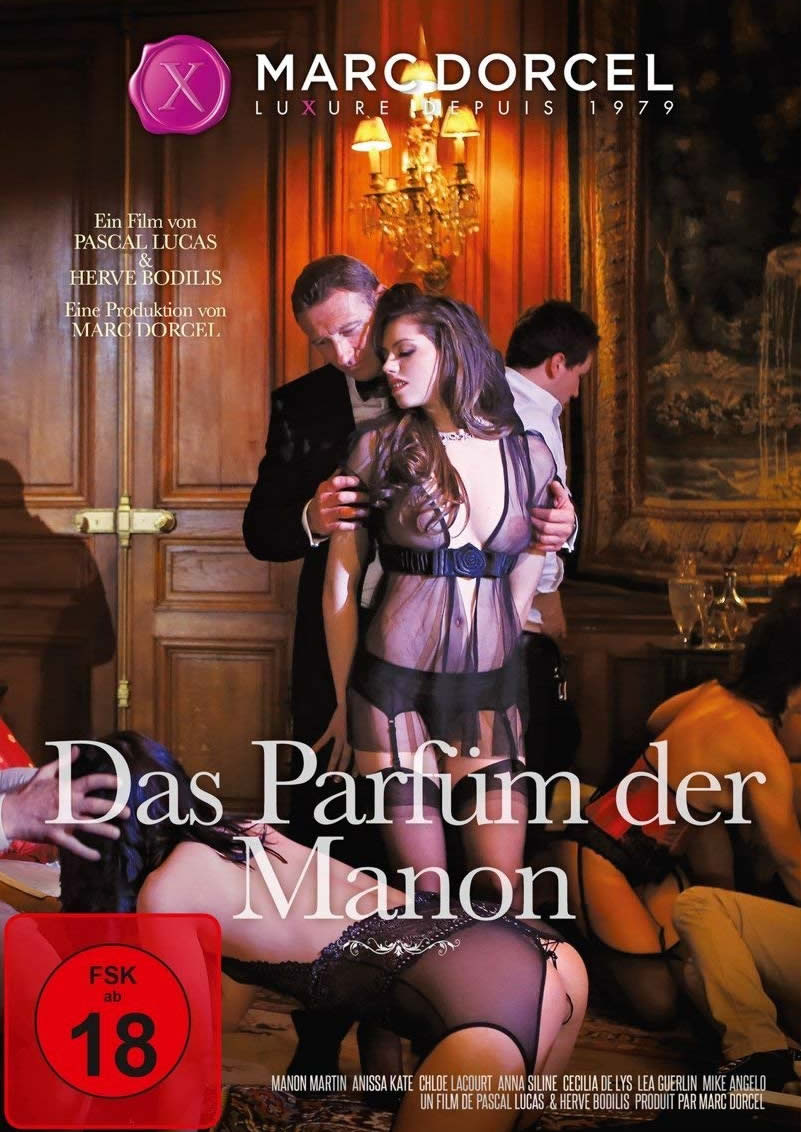 X
MARC DORCEL
LUXURE DEPUIS 1979
Ein Film von
PASCAL LUCAS
&
HERVE BODILIS
Eine Produktion von
MARC DORCEL
Das Parfüm der
Manon
FSK
ab
18
MANON MARTIN ANISSA KATE CHLOE LACOURT ANNA SILINE CECILIA DE LYS LEA GUERLIN MIKE ANGELO
UN FILM DE PASCAL LUCAS & HERVE BODILIS PRODUIT PAR MARC DORCEL